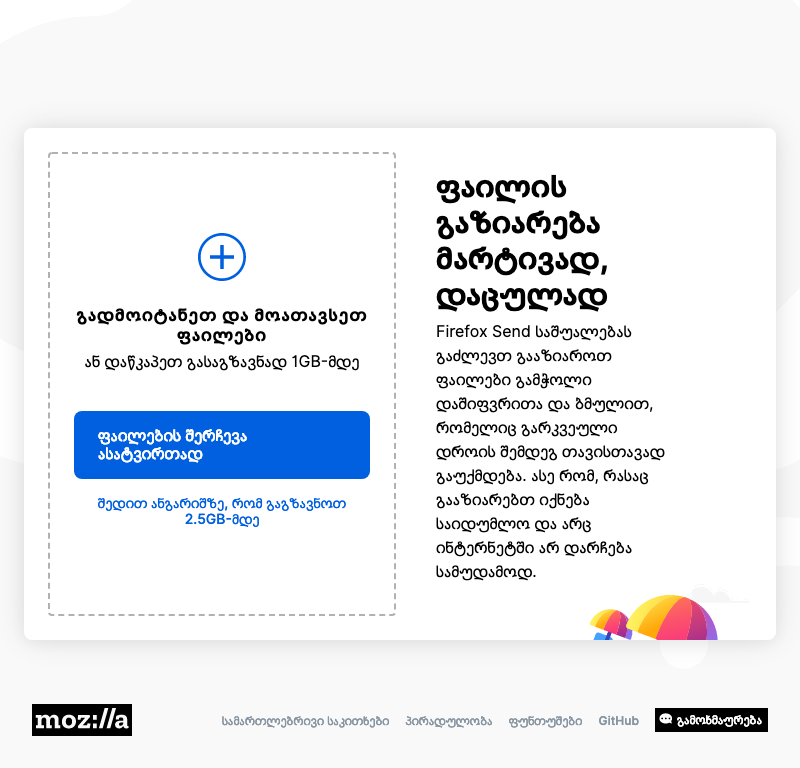 გადმოიტანეთ და მოათავსეთ
ფაილები
ან დაწკაპეთ გასაგზავნად 1GB-მდე
ფაილების შერჩევა
ასატვირთად
შედით ანგარიშზე, რომ გაგზავნოთ
2.5GB-მდე
ფაილის
გაზიარება
მარტივად,
დაცულად
Firefox Send საშუალებას
გაძლევთ გააზიაროთ
ფაილები გამჭოლი
დაშიფვრითა და ბმულით,
რომელიც გარკვეული
დროის შემდეგ თავისთავად
გაუქმდება. ასე რომ, რასაც
გააზიარებთ იქნება
საიდუმლო და არც
ინტერნეტში არ დარჩება
სამუდამოდ.
moz://a
სამართლებრივი საკითხები
პირადულობა
ფუნთუშები
GitHub
გამოხმაურება